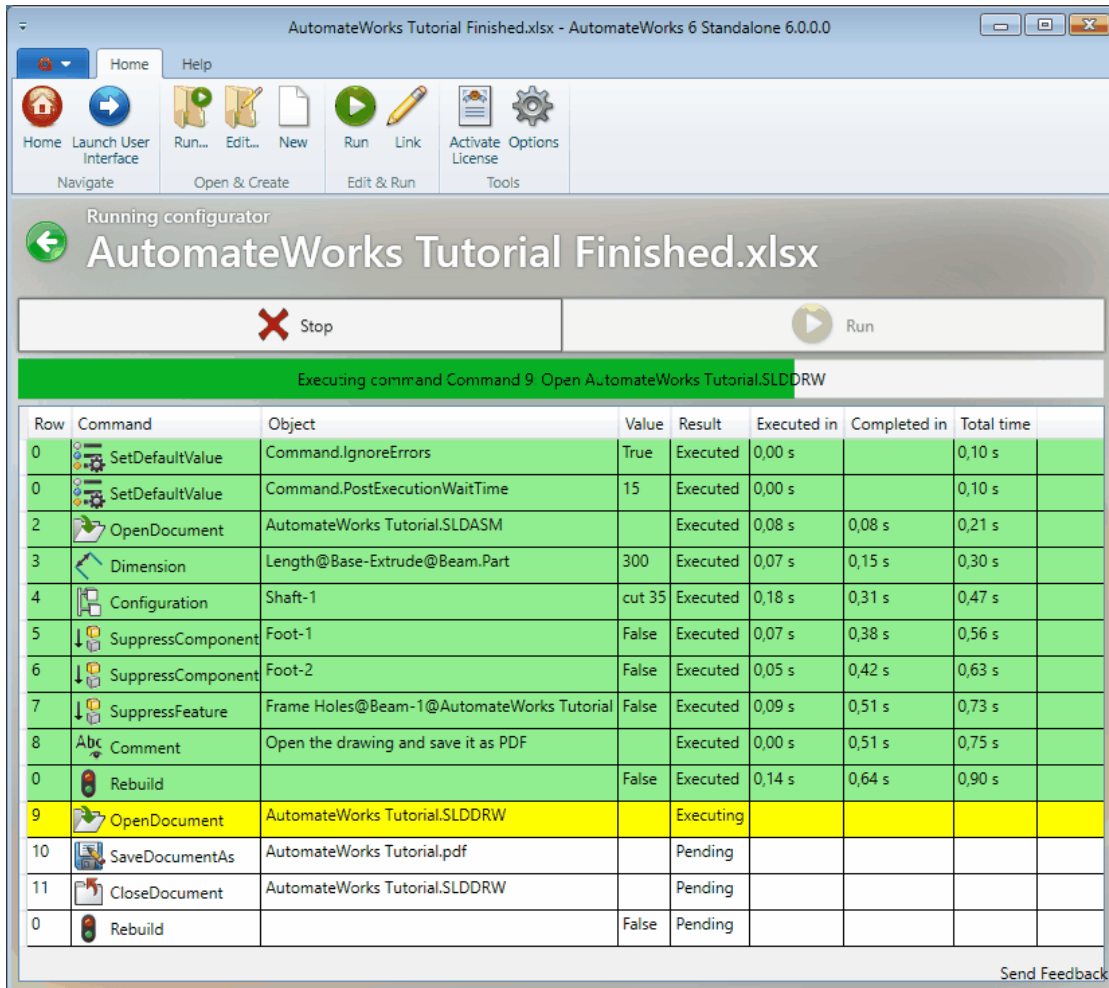 AutomateWorks Tutorial Finished.xlsx - AutomateWorks 6 Standalone 6.0.0.0
Home Help
Home Launch User Interface Run... Edit... New Run Link Activate License Options
Navigate Open & Create Edit & Run Tools
Running configurator
AutomateWorks Tutorial Finished.xlsx
Stop Run
Executing command Command 9: Open AutomateWorks Tutorial.SLDDRW
Row Command Object Value Result Executed in Completed in Total time
0 SetDefaultValue Command.IgnoreErrors True Executed 0,00 s 0,10 s
0 SetDefaultValue Command.PostExecutionWaitTime 15 Executed 0,00 s 0,10 s
2 OpenDocument AutomateWorks Tutorial.SLDASM Executed 0,08 s 0,08 s 0,21 s
3 Dimension Length@Base-Extrude@Beam.Part 300 Executed 0,07 s 0,15 s 0,30 s
4 Configuration Shaft-1 cut 35 Executed 0,18 s 0,31 s 0,47 s
5 SuppressComponent Foot-1 False Executed 0,07 s 0,38 s 0,56 s
6 SuppressComponent Foot-2 False Executed 0,05 s 0,42 s 0,63 s
7 SuppressFeature Frame Holes@Beam-1@AutomateWorks Tutorial False Executed 0,09 s 0,51 s 0,73 s
8 Abc Comment Open the drawing and save it as PDF Executed 0,00 s 0,51 s 0,75 s
0 Rebuild False Executed 0,14 s 0,64 s 0,90 s
9 OpenDocument AutomateWorks Tutorial.SLDDRW Executing
10 SaveDocumentAs AutomateWorks Tutorial.pdf Pending
11 CloseDocument AutomateWorks Tutorial.SLDDRW Pending
0 Rebuild False Pending
Send Feedback